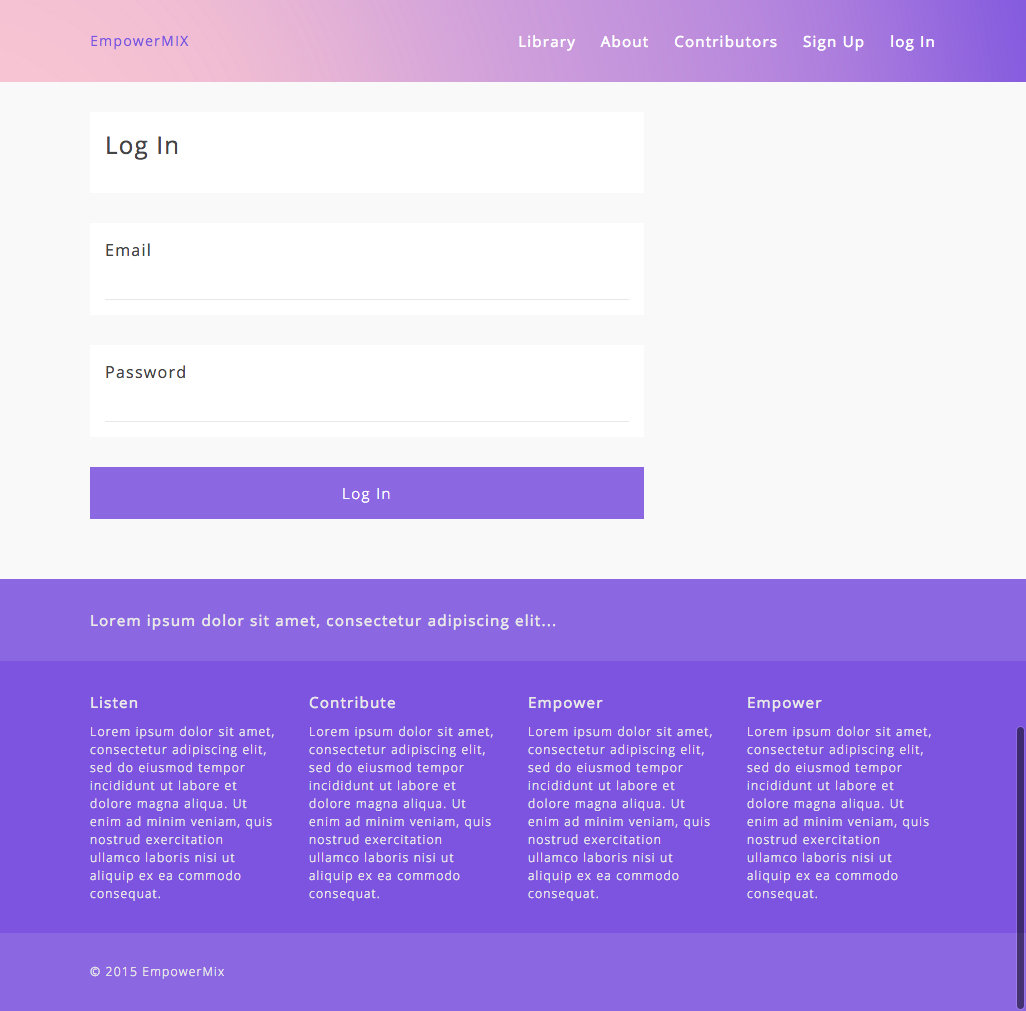 EmpowerMIX
Library About Contributors Sign Up log In
Log In
Email
Password
Log In
Lorem ipsum dolor sit amet, consectetur adipiscing elit...
Listen
Lorem ipsum dolor sit amet,
consectetur adipiscing elit,
sed do eiusmod tempor
incididunt ut labore et
dolore magna aliqua. Ut
enim ad minim veniam, quis
nostrud exercitation
ullamco laboris nisi ut
aliquip ex ea commodo
consequat.
Contribute
Lorem ipsum dolor sit amet,
consectetur adipiscing elit,
sed do eiusmod tempor
incididunt ut labore et
dolore magna aliqua. Ut
enim ad minim veniam, quis
nostrud exercitation
ullamco laboris nisi ut
aliquip ex ea commodo
consequat.
Empower
Lorem ipsum dolor sit amet,
consectetur adipiscing elit,
sed do eiusmod tempor
incididunt ut labore et
dolore magna aliqua. Ut
enim ad minim veniam, quis
nostrud exercitation
ullamco laboris nisi ut
aliquip ex ea commodo
consequat.
Empower
Lorem ipsum dolor sit amet,
consectetur adipiscing elit,
sed do eiusmod tempor
incididunt ut labore et
dolore magna aliqua. Ut
enim ad minim veniam, quis
nostrud exercitation
ullamco laboris nisi ut
aliquip ex ea commodo
consequat.
© 2015 EmpowerMix